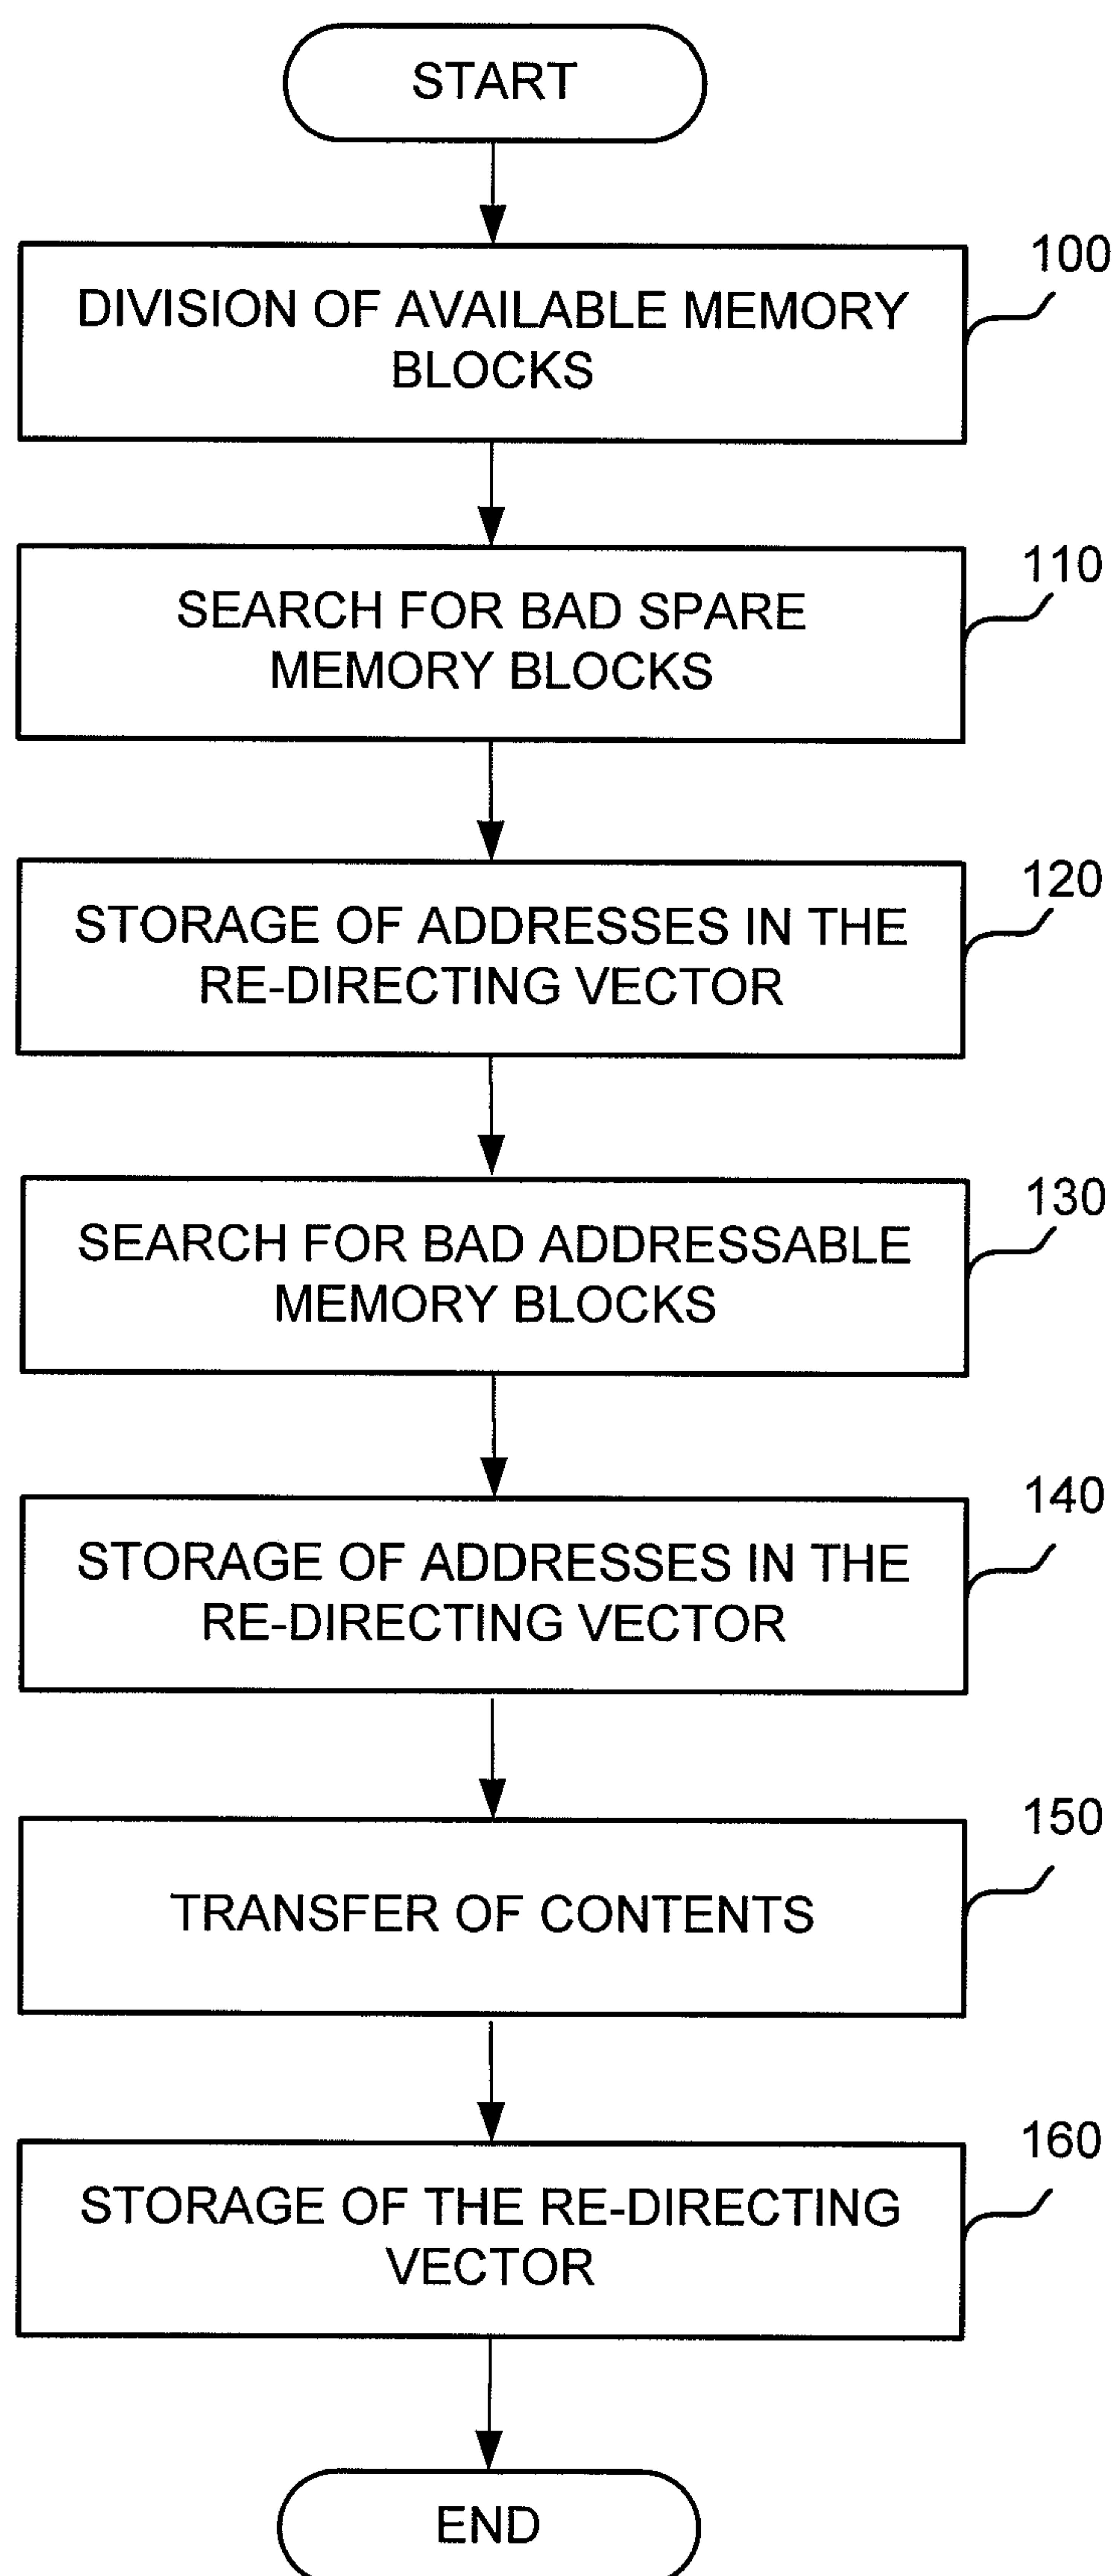 START
100
DIVISION OF AVAILABLE MEMORY
BLOCKS
110
SEARCH FOR BAD SPARE
MEMORY BLOCKS
120
STORAGE OF ADDRESSES IN THE
RE-DIRECTING VECTOR
130
SEARCH FOR BAD ADDRESSABLE
MEMORY BLOCKS
140
STORAGE OF ADDRESSES IN THE
RE-DIRECTING VECTOR
150
TRANSFER OF CONTENTS
160
STORAGE OF THE RE-DIRECTING
VECTOR
END